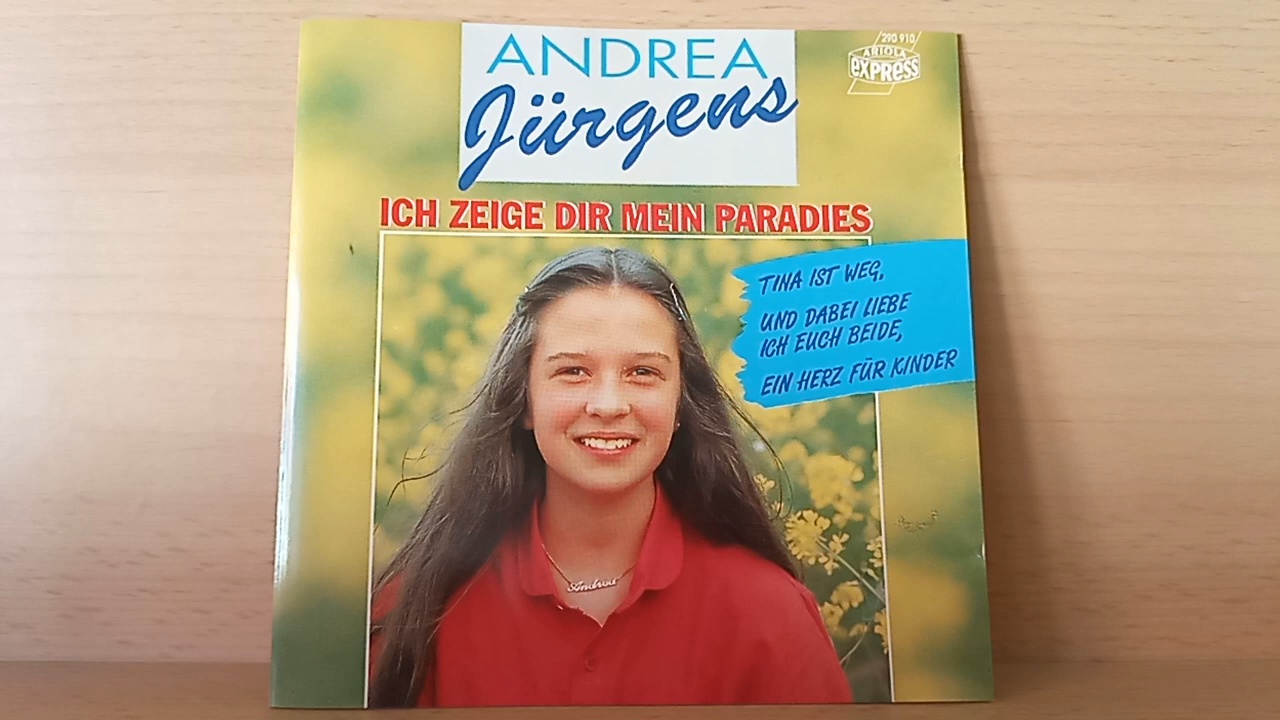 ANDREA
Jürgens
290 910
ARIOLA
express
ICH ZEIGE DIR MEIN PARADIES
TINA IST WEG,
UND DABEI LIEBE
ICH EUCH BEIDE,
EIN HERZ FÜR KINDER
Andrea